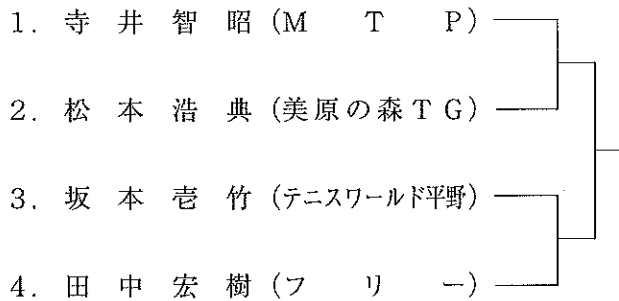 1. 寺井智昭 (MTP)
2. 松本浩典 (美原の森TG)
3. 坂本壱竹 (テニスワールド平野)
4. 田中宏樹 (フリー)